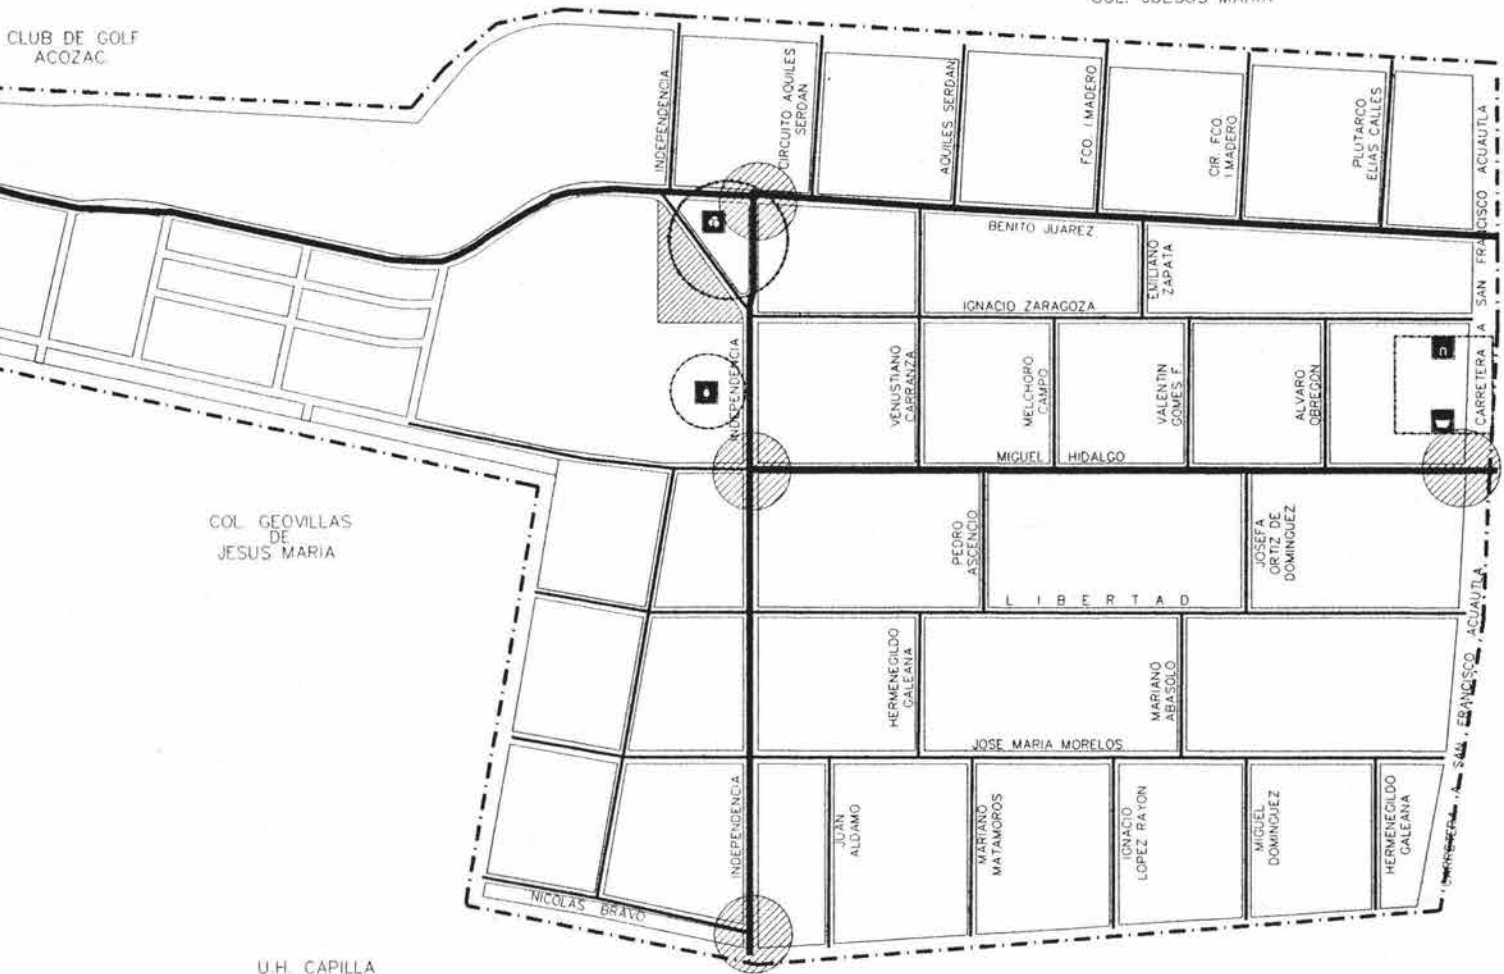 CLUB DE GOLF
ACOZAC
INDEPENDENCIA
CIRCUITO AQUILES
SERDAN
AQUILES SERDAN
FCO. I.MADERO
CIR. FCO.
I.MADERO
PLUTARCO
ELIAS CALLES
CARRETERA A SAN FRANCISCO ACUAUTLA
BENITO JUAREZ
EMILIANO
ZAPATA
IGNACIO ZARAGOZA
INDEPENDENCIA
VENUSTIANO
CARRANZA
MELCHORO
CAMPO
VALENTIN
GOMES F.
ALVARO
OBREGON
MIGUEL HIDALGO
COL. GEOVILLAS
DE
JESUS MARIA
PEDRO
ASCENCIO
JOSEFA
ORTIZ DE
DOMINGUEZ
LIBERTAD
HERMENEGILDO
GALEANA
MARIANO
ABASOLO
CARRETERA A SAN FRANCISCO ACUAUTLA
JOSE MARIA MORELOS
INDEPENDENCIA
JUAN
ALDAMO
MARIANO
MATAMOROS
IGNACIO
LOPEZ RAYON
MIGUEL
DOMINGUEZ
HERMENEGILDO
GALEANA
NICOLAS BRAVO
U.H. CAPILLA